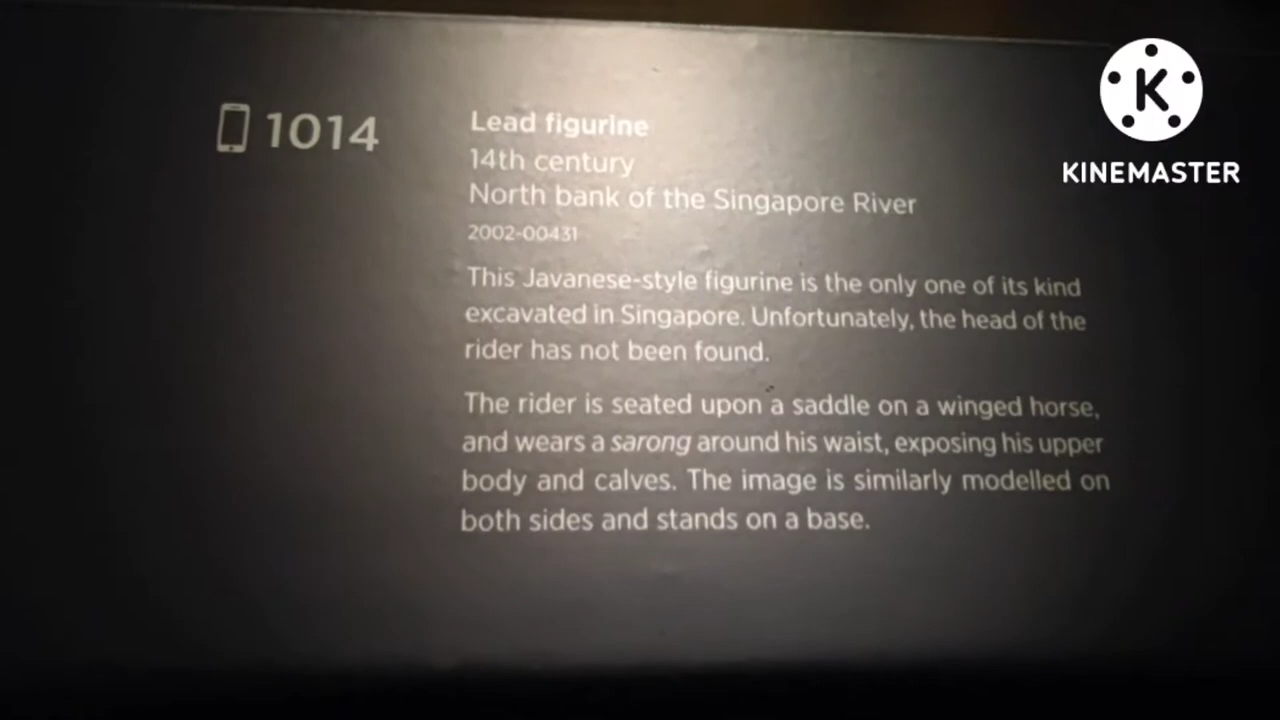 1014
Lead figurine
14th century
North bank of the Singapore River
2002-00431
This Javanese-style figurine is the only one of its kind
excavated in Singapore. Unfortunately, the head of the
rider has not been found.
The rider is seated upon a saddle on a winged horse,
and wears a sarong around his waist, exposing his upper
body and calves. The image is similarly modelled on
both sides and stands on a base.
K
KINEMASTER